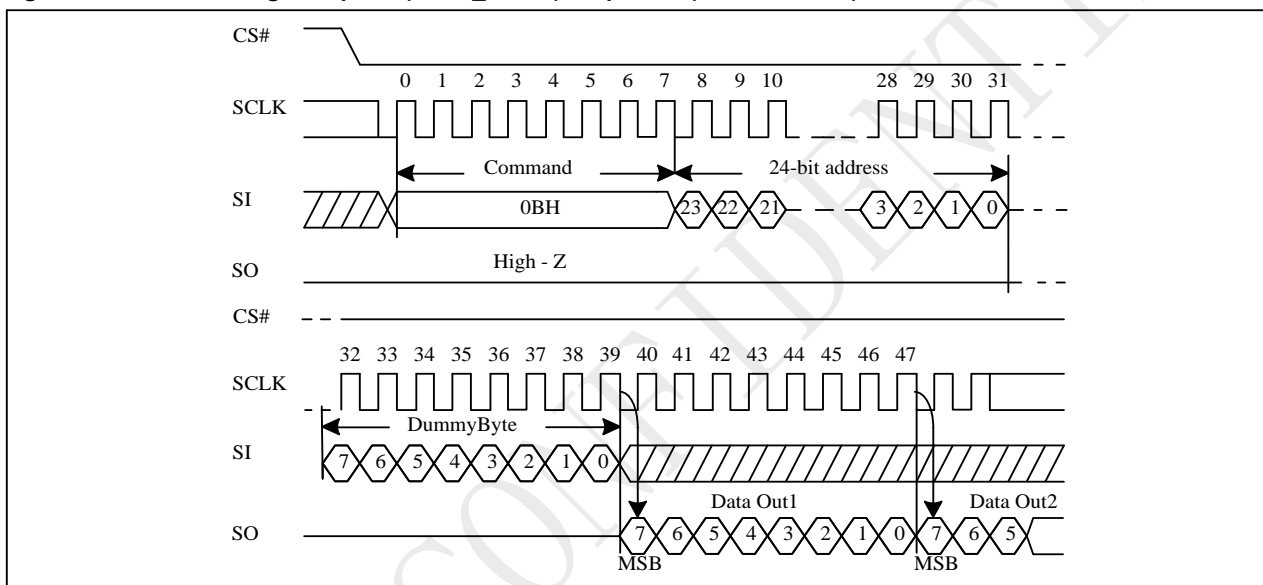 CS#
0 1 2 3 4 5 6 7 8 9 10 28 29 30 31
SCLK
Command 24-bit address
SI 0BH 23 22 21 3 2 1 0
High - Z
SO
CS#
32 33 34 35 36 37 38 39 40 41 42 43 44 45 46 47
SCLK
DummyByte
SI 7 6 5 4 3 2 1 0
Data Out1 Data Out2
SO 7 6 5 4 3 2 1 0 7 6 5
MSB MSB